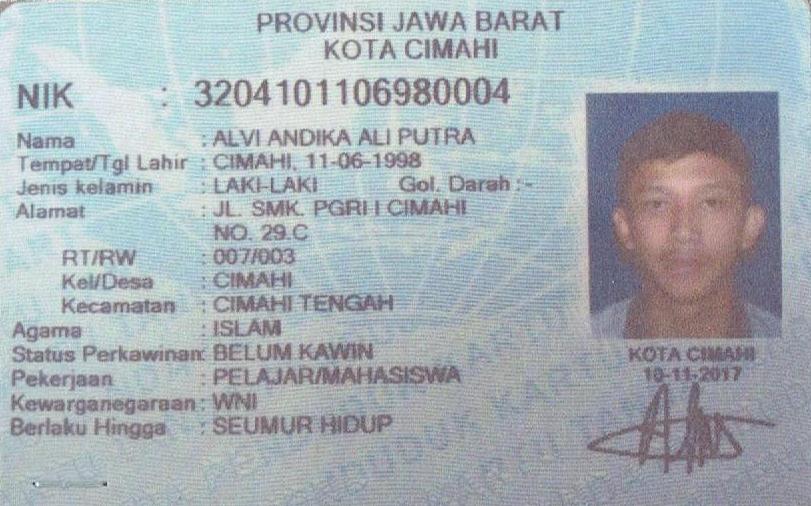 PROVINSI JAWA BARAT
KOTA CIMAHI
NIK : 3204101106980004
Nama : ALVI ANDIKA ALI PUTRA
Tempat/Tgl Lahir : CIMAHI, 11-06-1998
Jenis kelamin : LAKI-LAKI Gol. Darah :-
Alamat : JL. SMK. PGRI I CIMAHI
NO. 29.C
RT/RW : 007/003
Kel/Desa : CIMAHI
Kecamatan : CIMAHI TENGAH
Agama : ISLAM
Status Perkawinan: BELUM KAWIN
Pekerjaan : PELAJAR/MAHASISWA
Kewarganegaraan : WNI
Berlaku Hingga : SEUMUR HIDUP
KOTA CIMAHI
10-11-2017